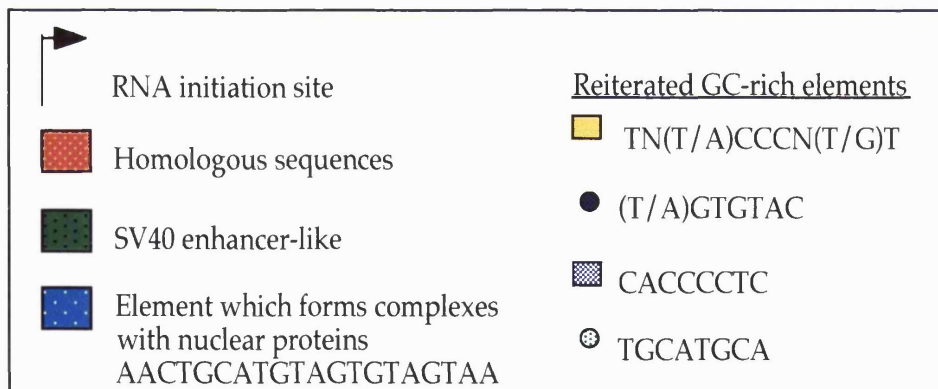 RNA initiation site
Homologous sequences
SV40 enhancer-like
Element which forms complexes
with nuclear proteins
AACTGCATGTAGTGTAGTAA
Reiterated GC-rich elements
TN(T/A)CCCN(T/G)T
(T/A)GTGTAC
CACCCCTC
TGCATGCA